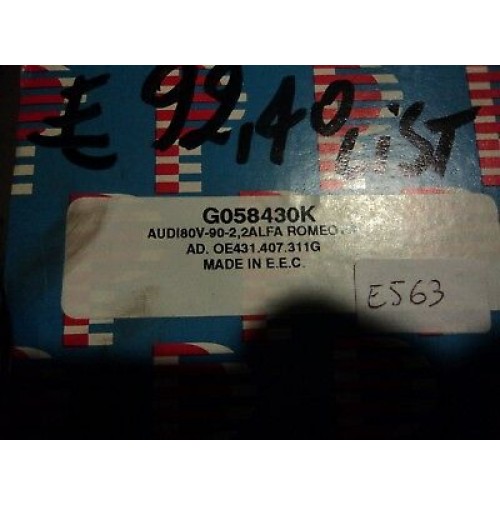 € 92,40 LIST
G058430K
AUDI80V-90-2,2ALFA ROMEO
AD. OE431.407.311G
MADE IN E.E.C.
E563